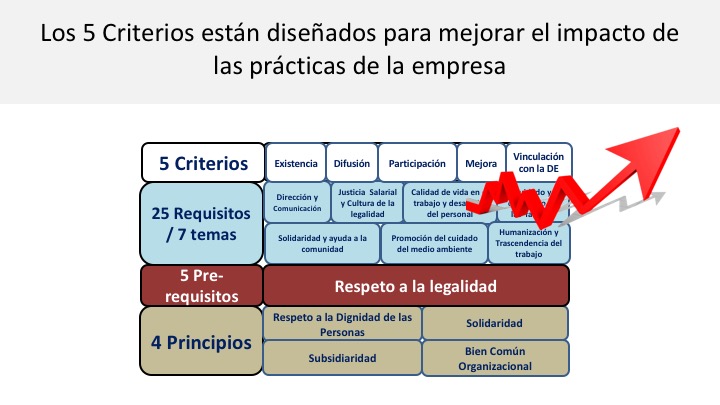 Los 5 Criterios están diseñados para mejorar el impacto de
las prácticas de la empresa
5 Criterios
Existencia
Difusión
Participación
Mejora
Vinculación
con la DE
25 Requisitos
/ 7 temas
Dirección y
Comunicación
Justicia Salarial
y Cultura de la
legalidad
Calidad de vida en
trabajo y
del personal
Solidaridad y ayuda a la
comunidad
Promoción del cuidado
del medio ambiente
Humanización y
Trascendencia del
trabajo
5 Pre-
requisitos
Respeto a la legalidad
4 Principios
Respeto a la Dignidad de las
Personas
Solidaridad
Subsidiaridad
Bien Común
Organizacional